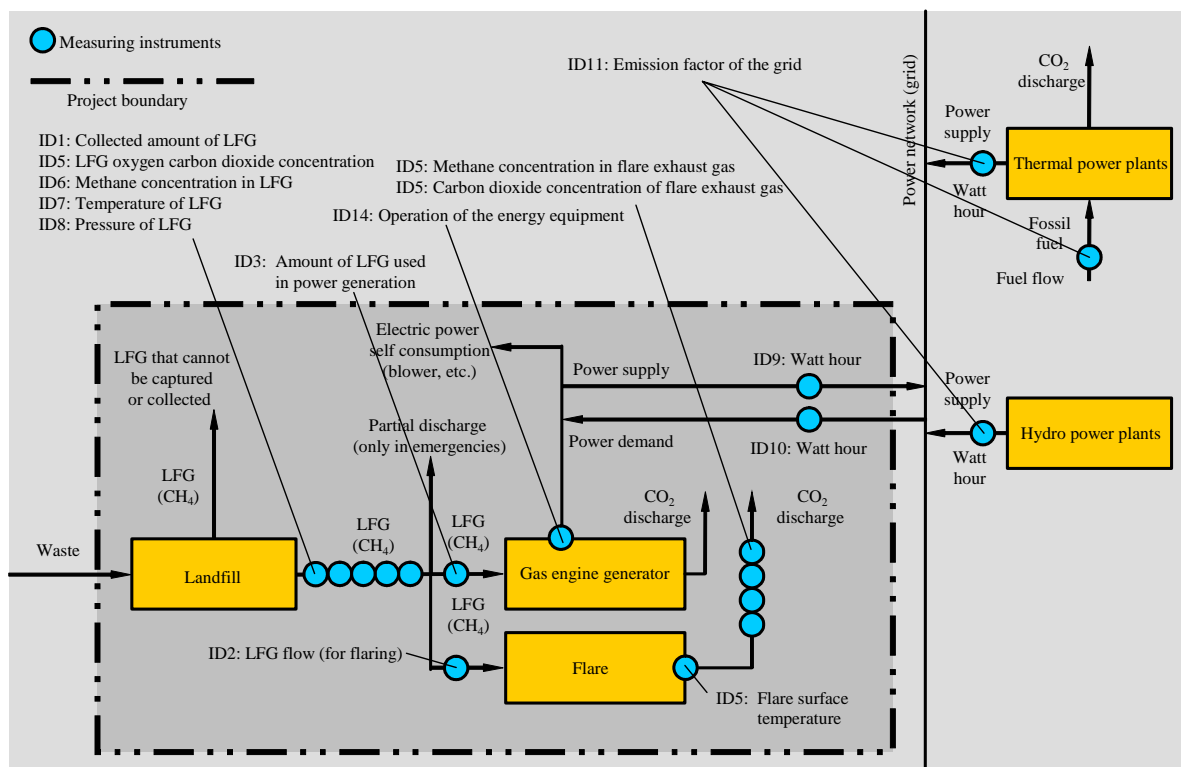 Measuring instruments
Project boundary
ID1: Collected amount of LFG
ID5: LFG oxygen carbon dioxide concentration
ID6: Methane concentration in LFG
ID7: Temperature of LFG
ID8: Pressure of LFG
ID11: Emission factor of the grid
ID5: Methane concentration in flare exhaust gas
ID5: Carbon dioxide concentration of flare exhaust gas
ID14: Operation of the energy equipment
ID3: Amount of LFG used
in power generation
Power network (grid)
CO2
discharge
Power
supply
Thermal power plants
Watt
hour
Fossil
fuel
Fuel flow
Electric power
self consumption
(blower, etc.)
LFG that cannot
be captured
or collected
Power supply
ID9: Watt hour
Power
supply
Hydro power plants
Watt
hour
Partial discharge
(only in emergencies)
Power demand
ID10: Watt hour
LFG
(CH4)
CO2
discharge
CO2
discharge
Waste
Landfill
LFG
(CH4)
LFG
(CH4)
Gas engine generator
LFG
(CH4)
ID2: LFG flow (for flaring)
Flare
ID5: Flare surface
temperature